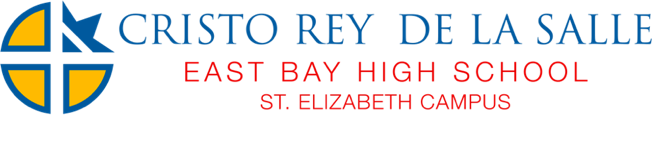 CRISTO REY DE LA SALLE
EAST BAY HIGH SCHOOL
ST. ELIZABETH CAMPUS